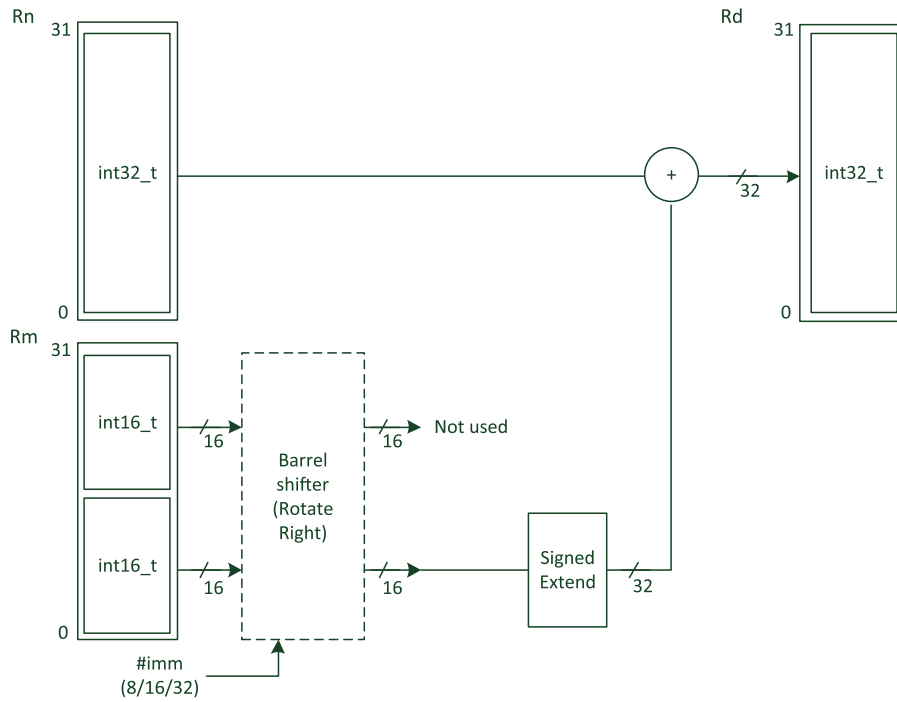 Rn
Rd
31
31
int32_t
int32_t
+
32
0
0
Rm
31
int16_t
16
16
Not used
Barrel
shifter
(Rotate
Right)
int16_t
16
16
Signed
Extend
32
0
#imm
(8/16/32)